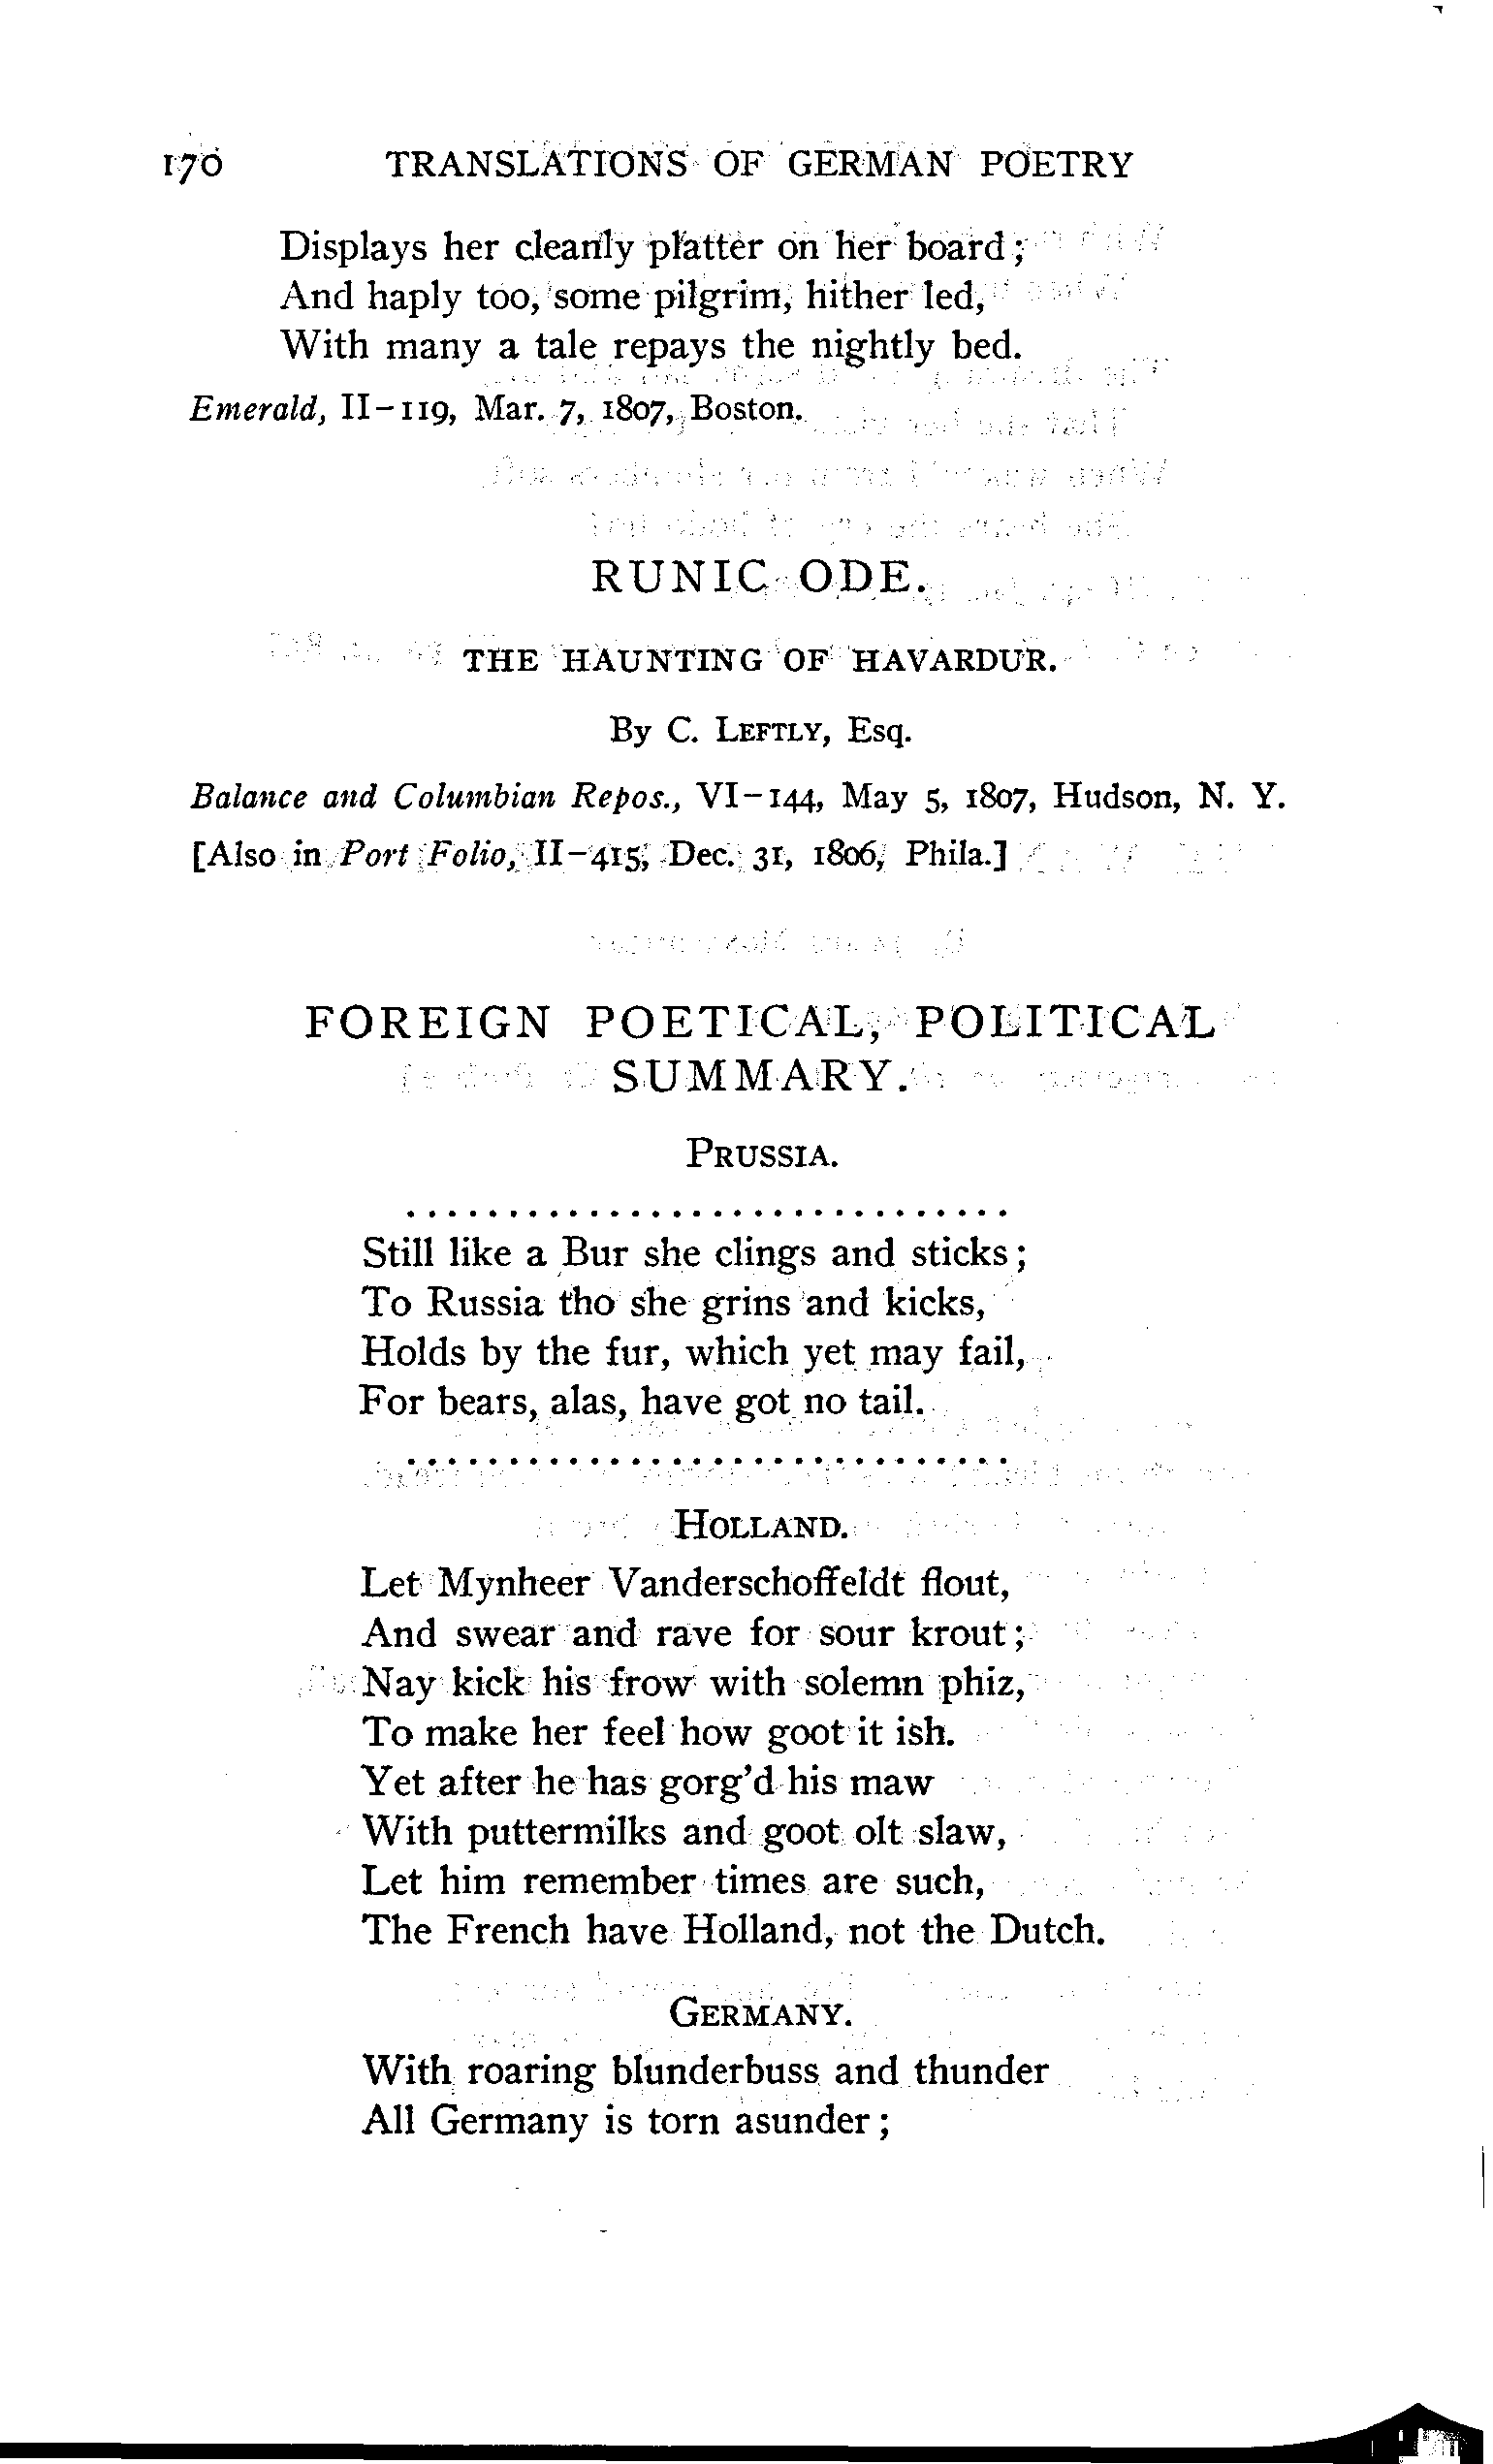 170 TRANSLATIONS OF GERMAN POETRY
Displays her cleanly platter on her board;
And haply too, some pilgrim, hither led,
With many a tale repays the nightly bed.
Emerald, II–119, Mar. 7, 1807, Boston.
RUNIC ODE.
THE HAUNTING OF HAVARDUR.
By C. LEFTLY, Esq.
Balance and Columbian Repos., VI–144, May 5, 1807, Hudson, N. Y.
[Also in Port Folio, II–415, Dec. 31, 1806, Phila.]
FOREIGN POETICAL, POLITICAL
SUMMARY.
PRUSSIA.
..............................
Still like a Bur she clings and sticks;
To Russia tho she grins and kicks,
Holds by the fur, which yet may fail,
For bears, alas, have got no tail.
..............................
HOLLAND.
Let Mynheer Vanderschoffeldt flout,
And swear and rave for sour krout;
Nay kick his frow with solemn phiz,
To make her feel how goot it ish.
Yet after he has gorg'd his maw
With puttermilks and goot olt slaw,
Let him remember times are such,
The French have Holland, not the Dutch.
GERMANY.
With roaring blunderbuss and thunder
All Germany is torn asunder;